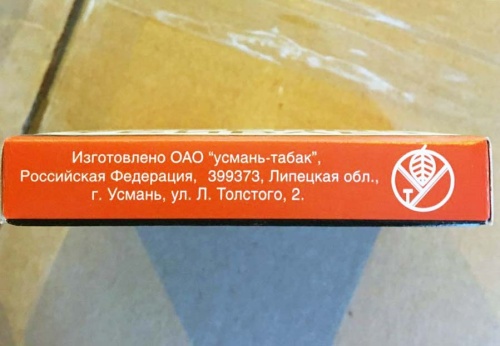 Изготовлено ОАО "усмань-табак",
Российская Федерация, 399373, Липецкая обл.,
г. Усмань, ул. Л. Толстого, 2.